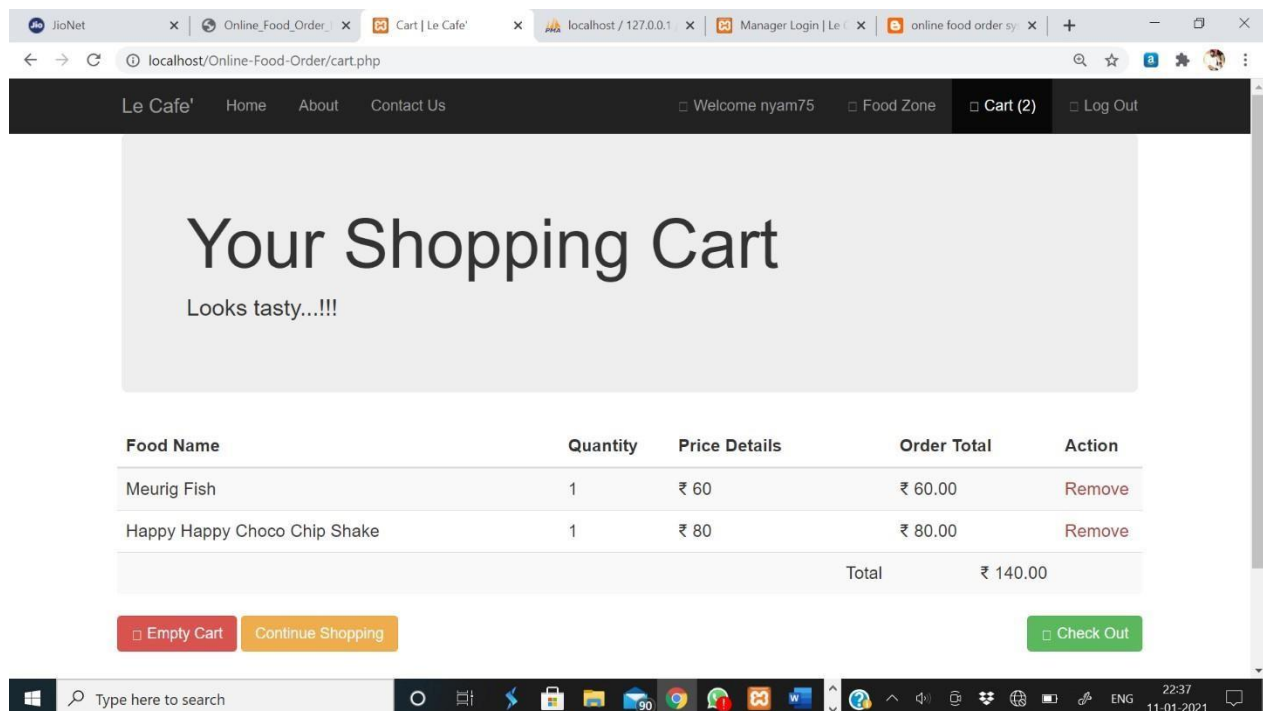 JioNet
Online_Food_Order_
Cart | Le Cafe'
localhost / 127.0.0.1
Manager Login | Le
online food order sy
localhost/Online-Food-Order/cart.php
Le Cafe' Home About Contact Us Welcome nyam75 Food Zone Cart (2) Log Out
Your Shopping Cart
Looks tasty...!!!
Food Name Quantity Price Details Order Total Action
Meurig Fish 1 ₹ 60 ₹ 60.00 Remove
Happy Happy Choco Chip Shake 1 ₹ 80 ₹ 80.00 Remove
Total ₹ 140.00
Empty Cart Continue Shopping Check Out
Type here to search 90 ENG 22:37
11-01-2021